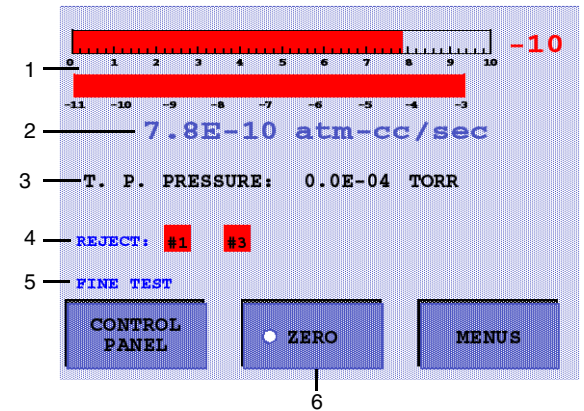 -10
0 1 2 3 4 5 6 7 8 9 10
1
-11 -10 -9 -8 -7 -6 -5 -4 -3
2 7.8E-10 atm-cc/sec
3 T. P. PRESSURE: 0.0E-04 TORR
4 REJECT: #1 #3
5 FINE TEST
CONTROL PANEL
ZERO
MENUS
6